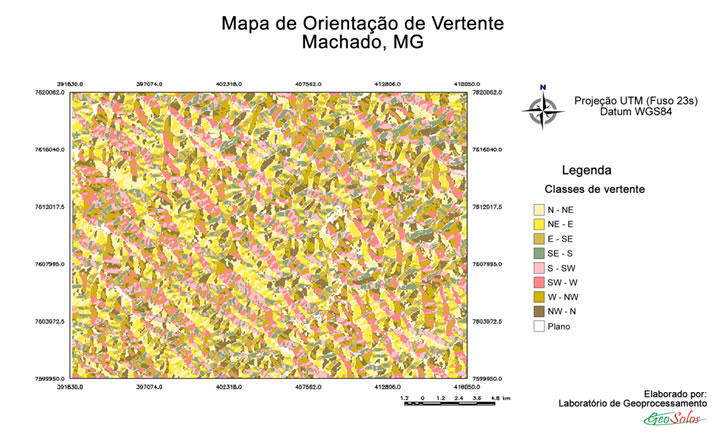 Mapa de Orientação de Vertente
Machado, MG
391830.0 397074.0 402318.0 407562.0 412806.0
7620062.0 7620062.0
7616040.0 7616040.0
7612017.5 7612017.5
7607995.0 7607995.0
7603972.5 7603972.5
7599950.0 7599950.0
391830.0 397074.0 402318.0 407562.0 412806.0
N
Projeção UTM (Fuso 23s)
Datum WGS84
Legenda
Classes de vertente
N - NE
NE - E
E - SE
SE - S
S - SW
SW - W
W - NW
NW - N
Plano
1.2 0 1.2 2.4 3.6 4.8 km
Elaborado por:
Laboratório de Geoprocessamento
GeoSolos